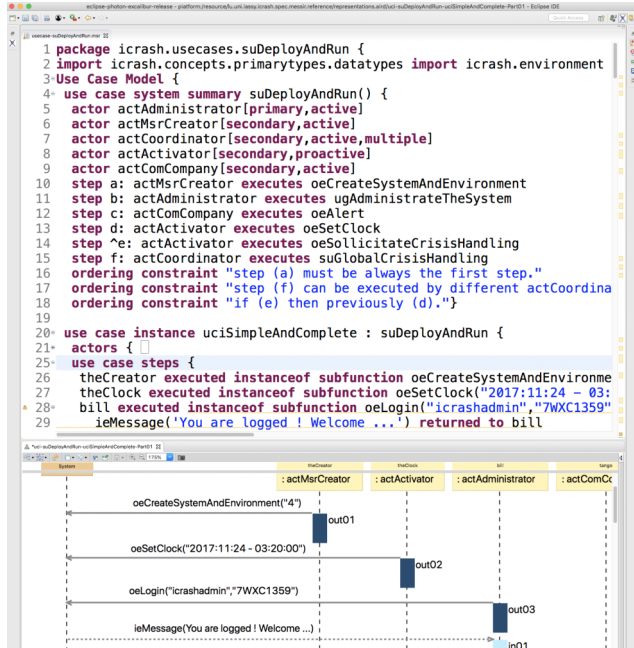 eclipse-photon-excalibur-release - platform:/resource/lu.uni.lassy.icrash.spec.messir.reference/representations.aird/uci-suDeployAndRun-uciSimpleAndComplete-Part01 - Eclipse IDE
Quick Access
usecase-suDeployAndRun.msr
1 package icrash.usecases.suDeployAndRun {
2 import icrash.concepts.primarytypes.datatypes import icrash.environment
3 Use Case Model {
4 use case system summary suDeployAndRun() {
5 actor actAdministrator[primary,active]
6 actor actMsrCreator[secondary,active]
7 actor actCoordinator[secondary,active,multiple]
8 actor actActivator[secondary,proactive]
9 actor actComCompany[secondary,active]
10 step a: actMsrCreator executes oeCreateSystemAndEnvironment
11 step b: actAdministrator executes ugAdministrateTheSystem
12 step c: actComCompany executes oeAlert
13 step d: actActivator executes oeSetClock
14 step ^e: actActivator executes oeSollicitateCrisisHandling
15 step f: actCoordinator executes suGlobalCrisisHandling
16 ordering constraint "step (a) must be always the first step."
17 ordering constraint "step (f) can be executed by different actCoordina
18 ordering constraint "if (e) then previously (d)."}
19
20 use case instance uciSimpleAndComplete : suDeployAndRun {
21 actors {
25 use case steps {
26 theCreator executed instanceof subfunction oeCreateSystemAndEnvironme
27 theClock executed instanceof subfunction oeSetClock("2017:11:24 - 03:
28 bill executed instanceof subfunction oeLogin("icrashadmin","7WXC1359"
29 ieMessage('You are logged ! Welcome ...') returned to bill
*uci-suDeployAndRun-uciSimpleAndComplete-Part01
175%
System theCreator theClock bill tango
: actMsrCreator : actActivator : actAdministrator : actComCo
oeCreateSystemAndEnvironment("4")
out01
oeSetClock("2017:11:24 - 03:20:00")
out02
oeLogin("icrashadmin","7WXC1359")
out03
ieMessage(You are logged ! Welcome ...)
in01